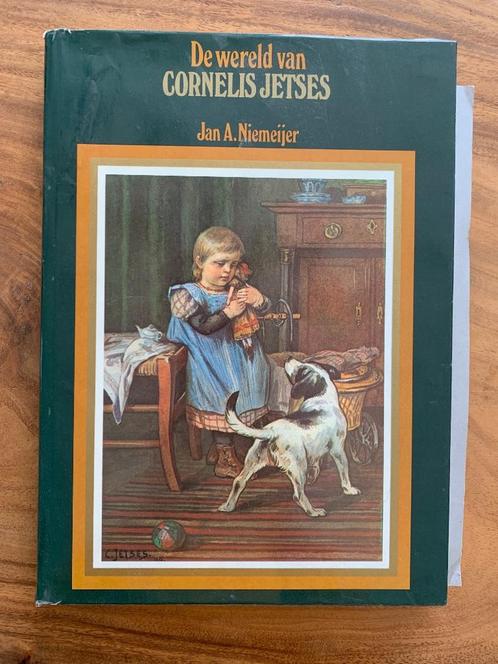 De wereld van
CORNELIS JETSES
Jan A. Niemeijer
C. JETSES